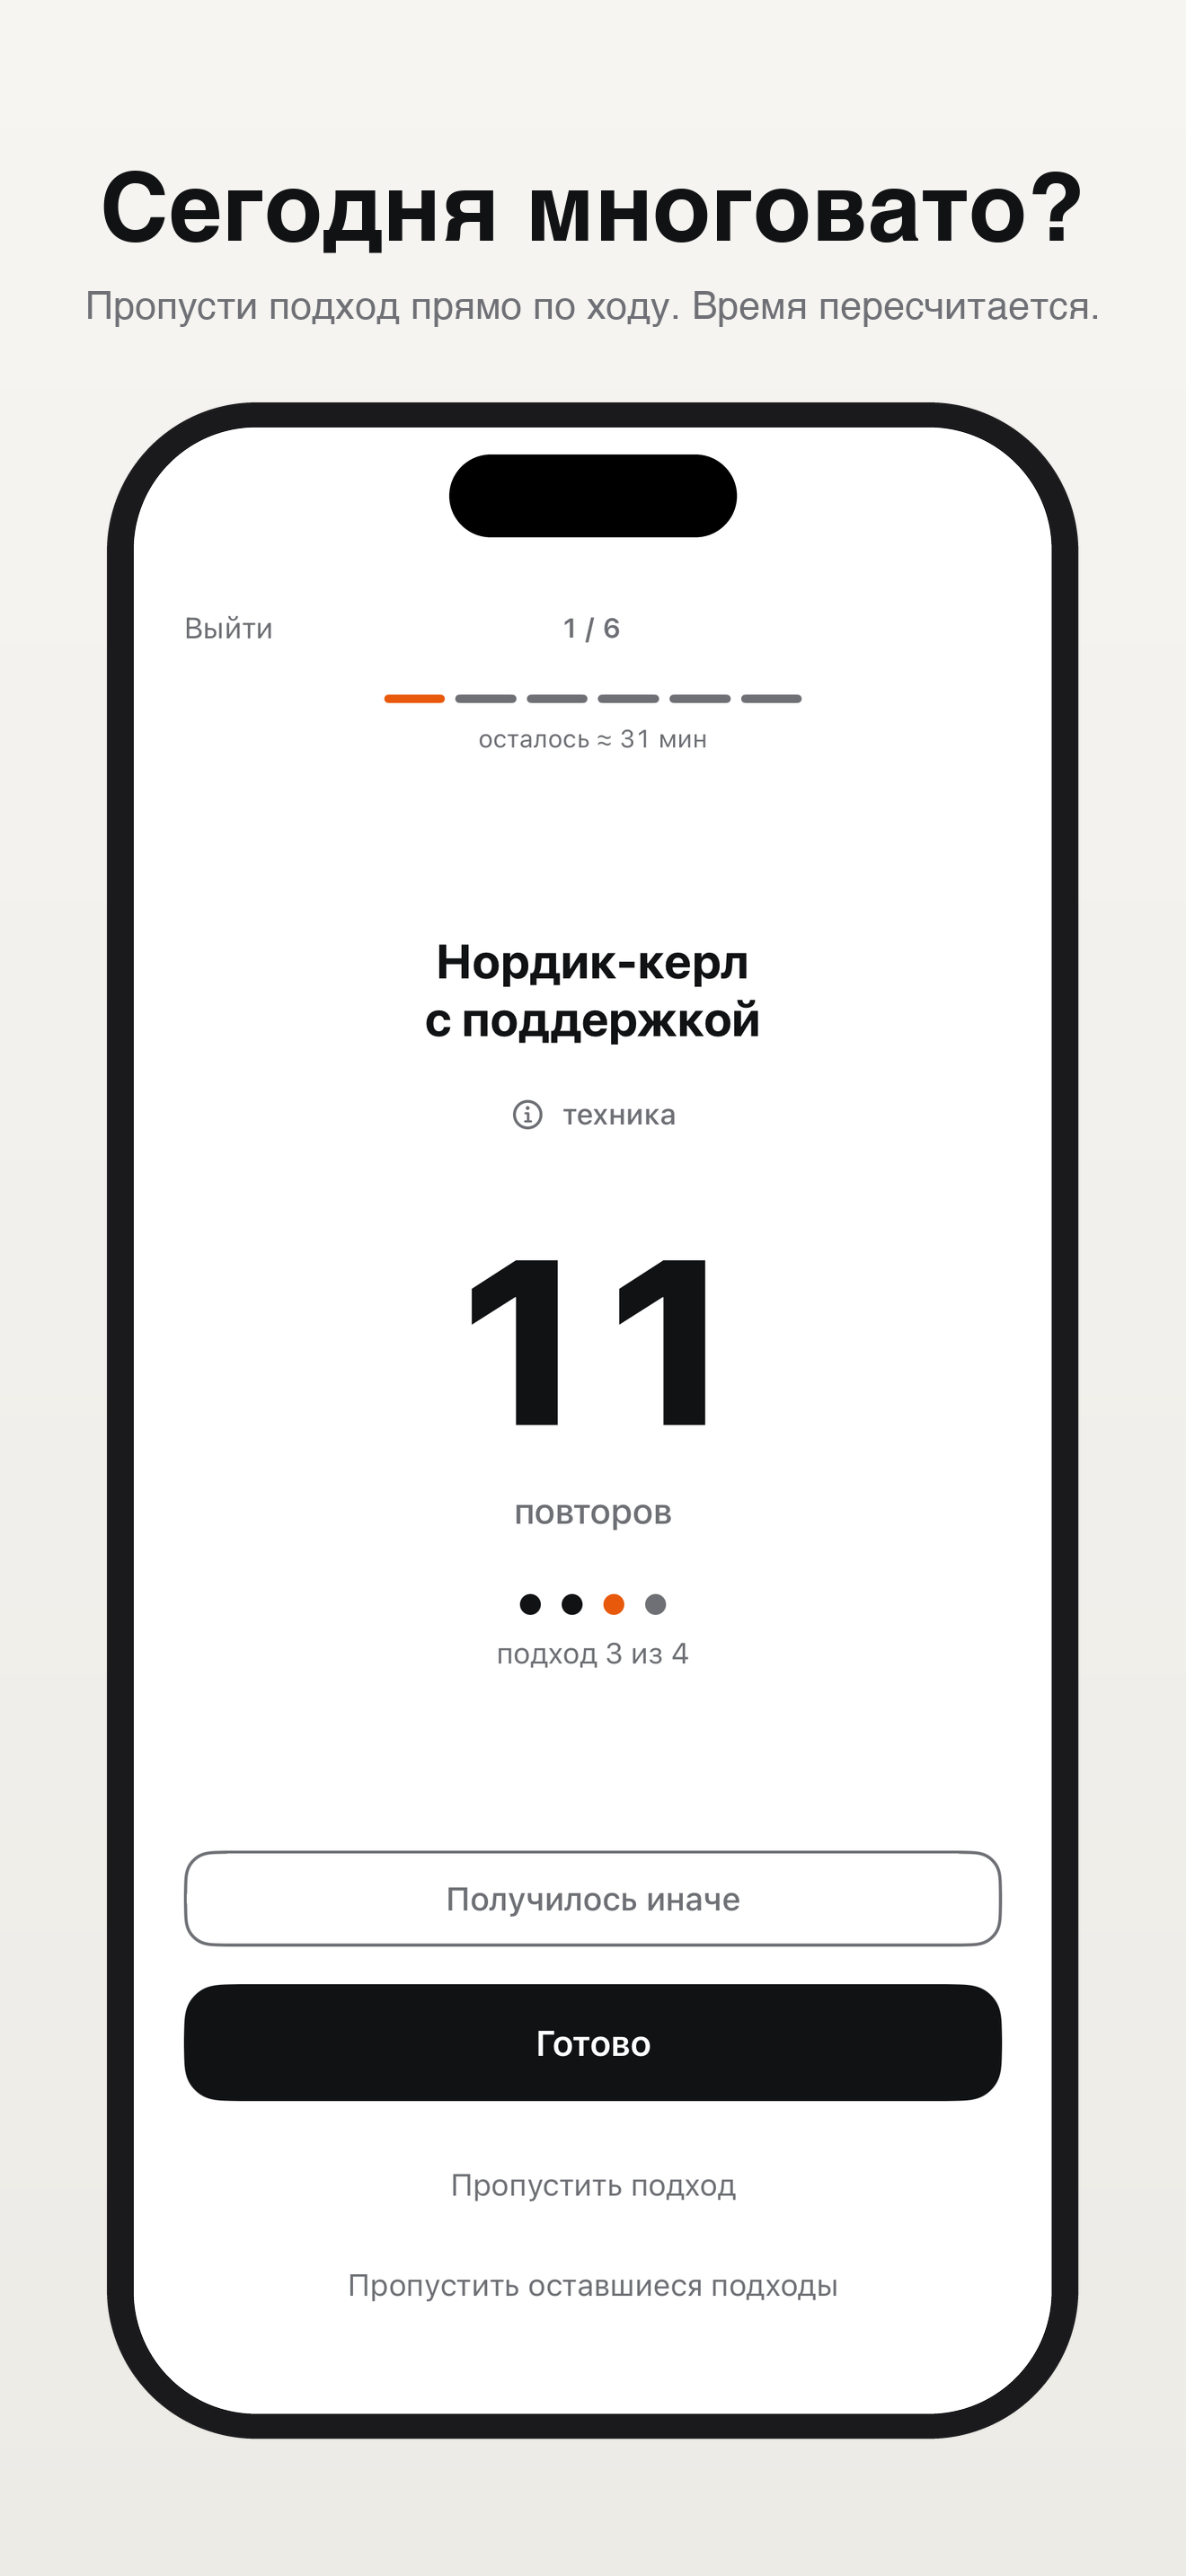 Сегодня многовато?
Пропусти подход прямо по ходу. Время пересчитается.
Выйти
1 / 6
осталось ≈ 31 мин
Нордик-керл
с поддержкой
техника
11
повторов
подход 3 из 4
Получилось иначе
Готово
Пропустить подход
Пропустить оставшиеся подходы